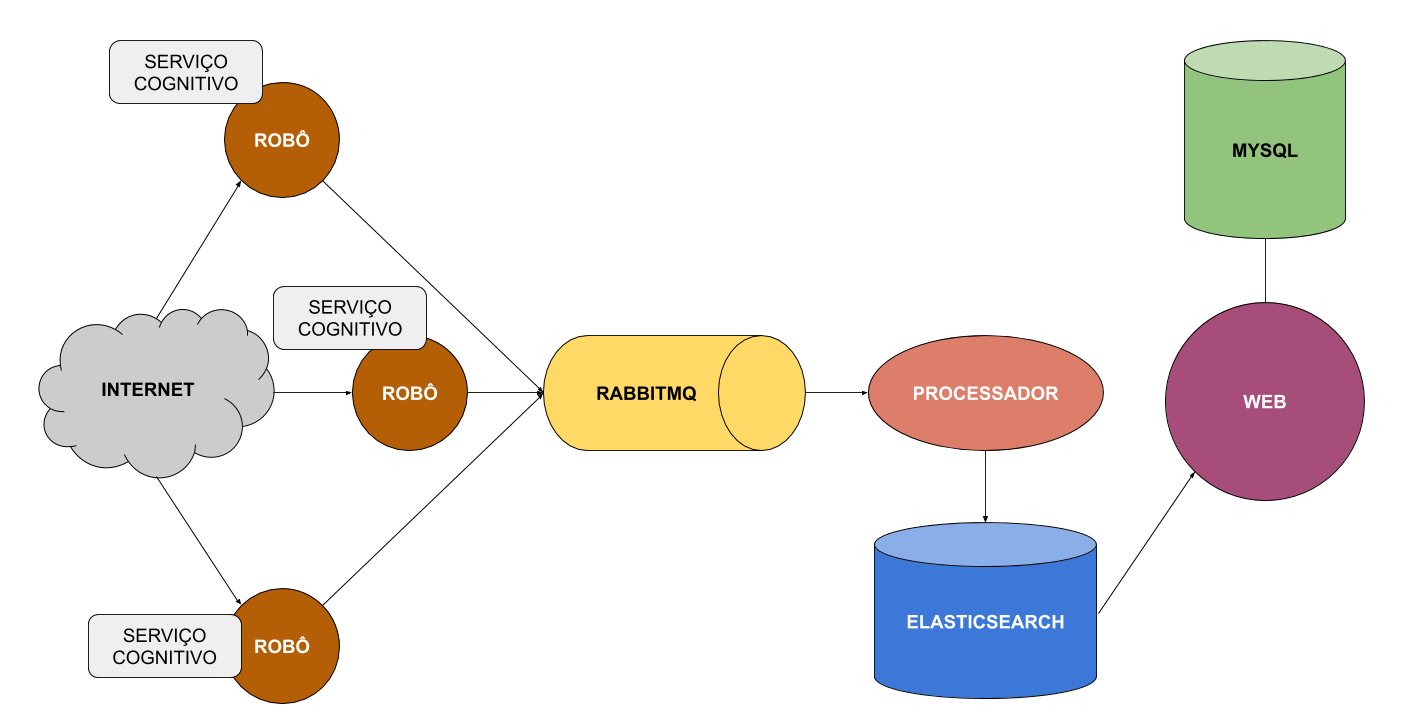 SERVIÇO
COGNITIVO
ROBÔ
MYSQL
SERVIÇO
COGNITIVO
INTERNET
ROBÔ
RABBITMQ
PROCESSADOR
WEB
ELASTICSEARCH
SERVIÇO
COGNITIVO
ROBÔ